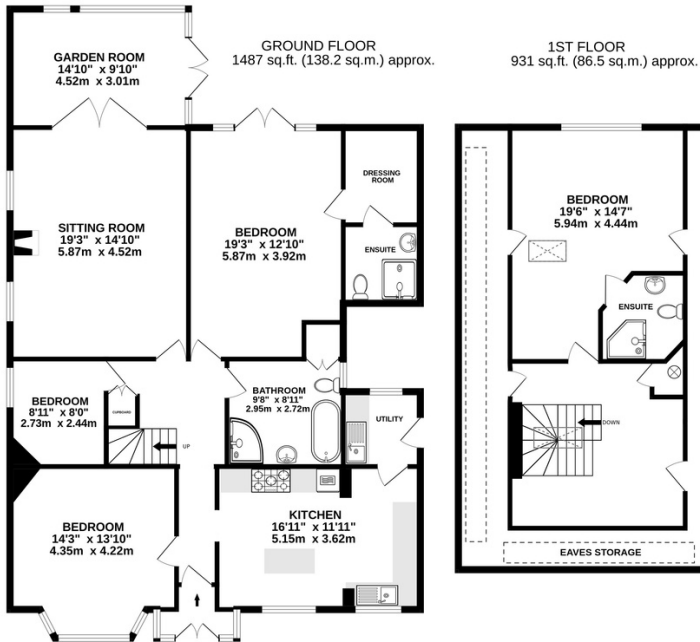 GROUND FLOOR
1487 sq.ft. (138.2 sq.m.) approx.
GARDEN ROOM
14'10" x 9'10"
4.52m x 3.01m
SITTING ROOM
19'3" x 14'10"
5.87m x 4.52m
BEDROOM
19'3" x 12'10"
5.87m x 3.92m
DRESSING
ROOM
ENSUITE
BEDROOM
8'11" x 8'0"
2.73m x 2.44m
CUPBOARD
UP
BATHROOM
9'8" x 8'11"
2.95m x 2.72m
UTILITY
BEDROOM
14'3" x 13'10"
4.35m x 4.22m
KITCHEN
16'11" x 11'11"
5.15m x 3.62m
1ST FLOOR
931 sq.ft. (86.5 sq.m.) approx.
BEDROOM
19'6" x 14'7"
5.94m x 4.44m
ENSUITE
DOWN
EAVES STORAGE